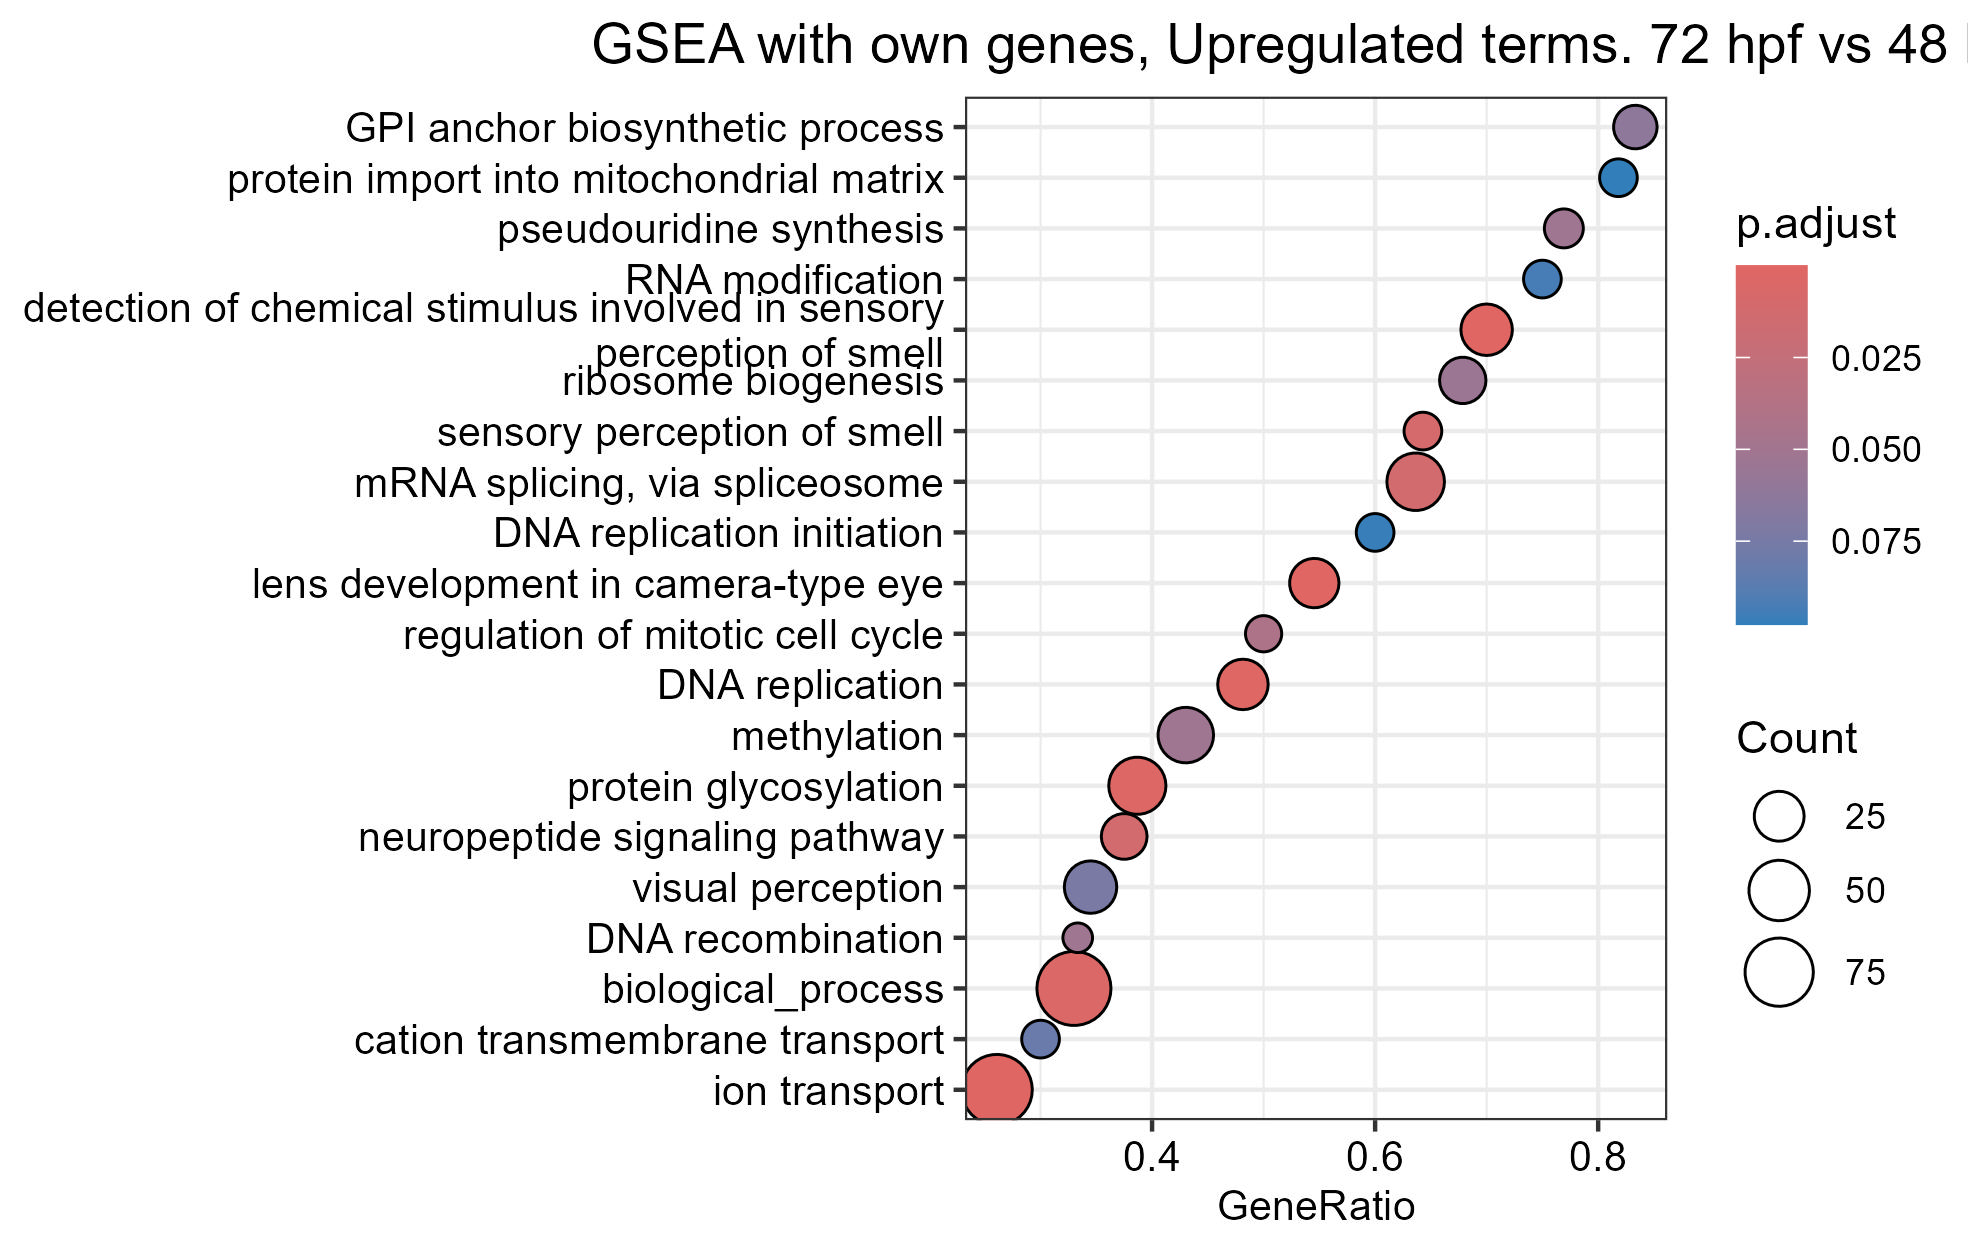 GSEA with own genes, Upregulated terms. 72 hpf vs 48
GPI anchor biosynthetic process
protein import into mitochondrial matrix
pseudouridine synthesis
RNA modification
detection of chemical stimulus involved in sensory
perception of smell
ribosome biogenesis
sensory perception of smell
mRNA splicing, via spliceosome
DNA replication initiation
lens development in camera-type eye
regulation of mitotic cell cycle
DNA replication
methylation
protein glycosylation
neuropeptide signaling pathway
visual perception
DNA recombination
biological_process
cation transmembrane transport
ion transport
0.4
0.6
0.8
GeneRatio
p.adjust
0.025
0.050
0.075
Count
25
50
75